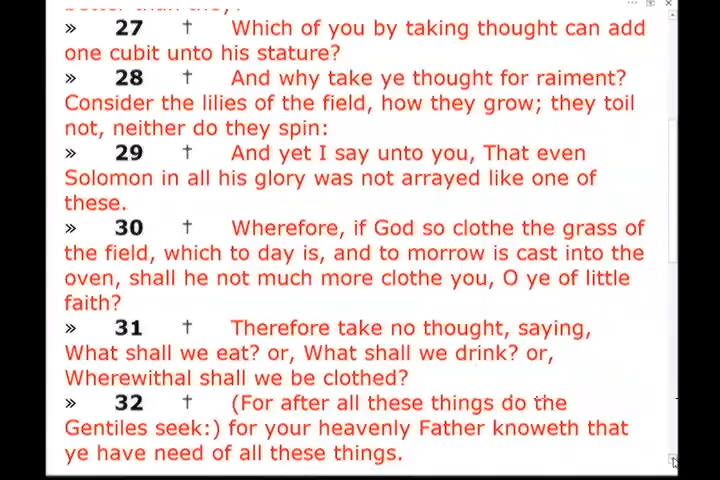 better than they?
» 27 † Which of you by taking thought can add
one cubit unto his stature?
» 28 † And why take ye thought for raiment?
Consider the lilies of the field, how they grow; they toil
not, neither do they spin:
» 29 † And yet I say unto you, That even
Solomon in all his glory was not arrayed like one of
these.
» 30 † Wherefore, if God so clothe the grass of
the field, which to day is, and to morrow is cast into the
oven, shall he not much more clothe you, O ye of little
faith?
» 31 † Therefore take no thought, saying,
What shall we eat? or, What shall we drink? or,
Wherewithal shall we be clothed?
» 32 † (For after all these things do the
Gentiles seek:) for your heavenly Father knoweth that
ye have need of all these things.